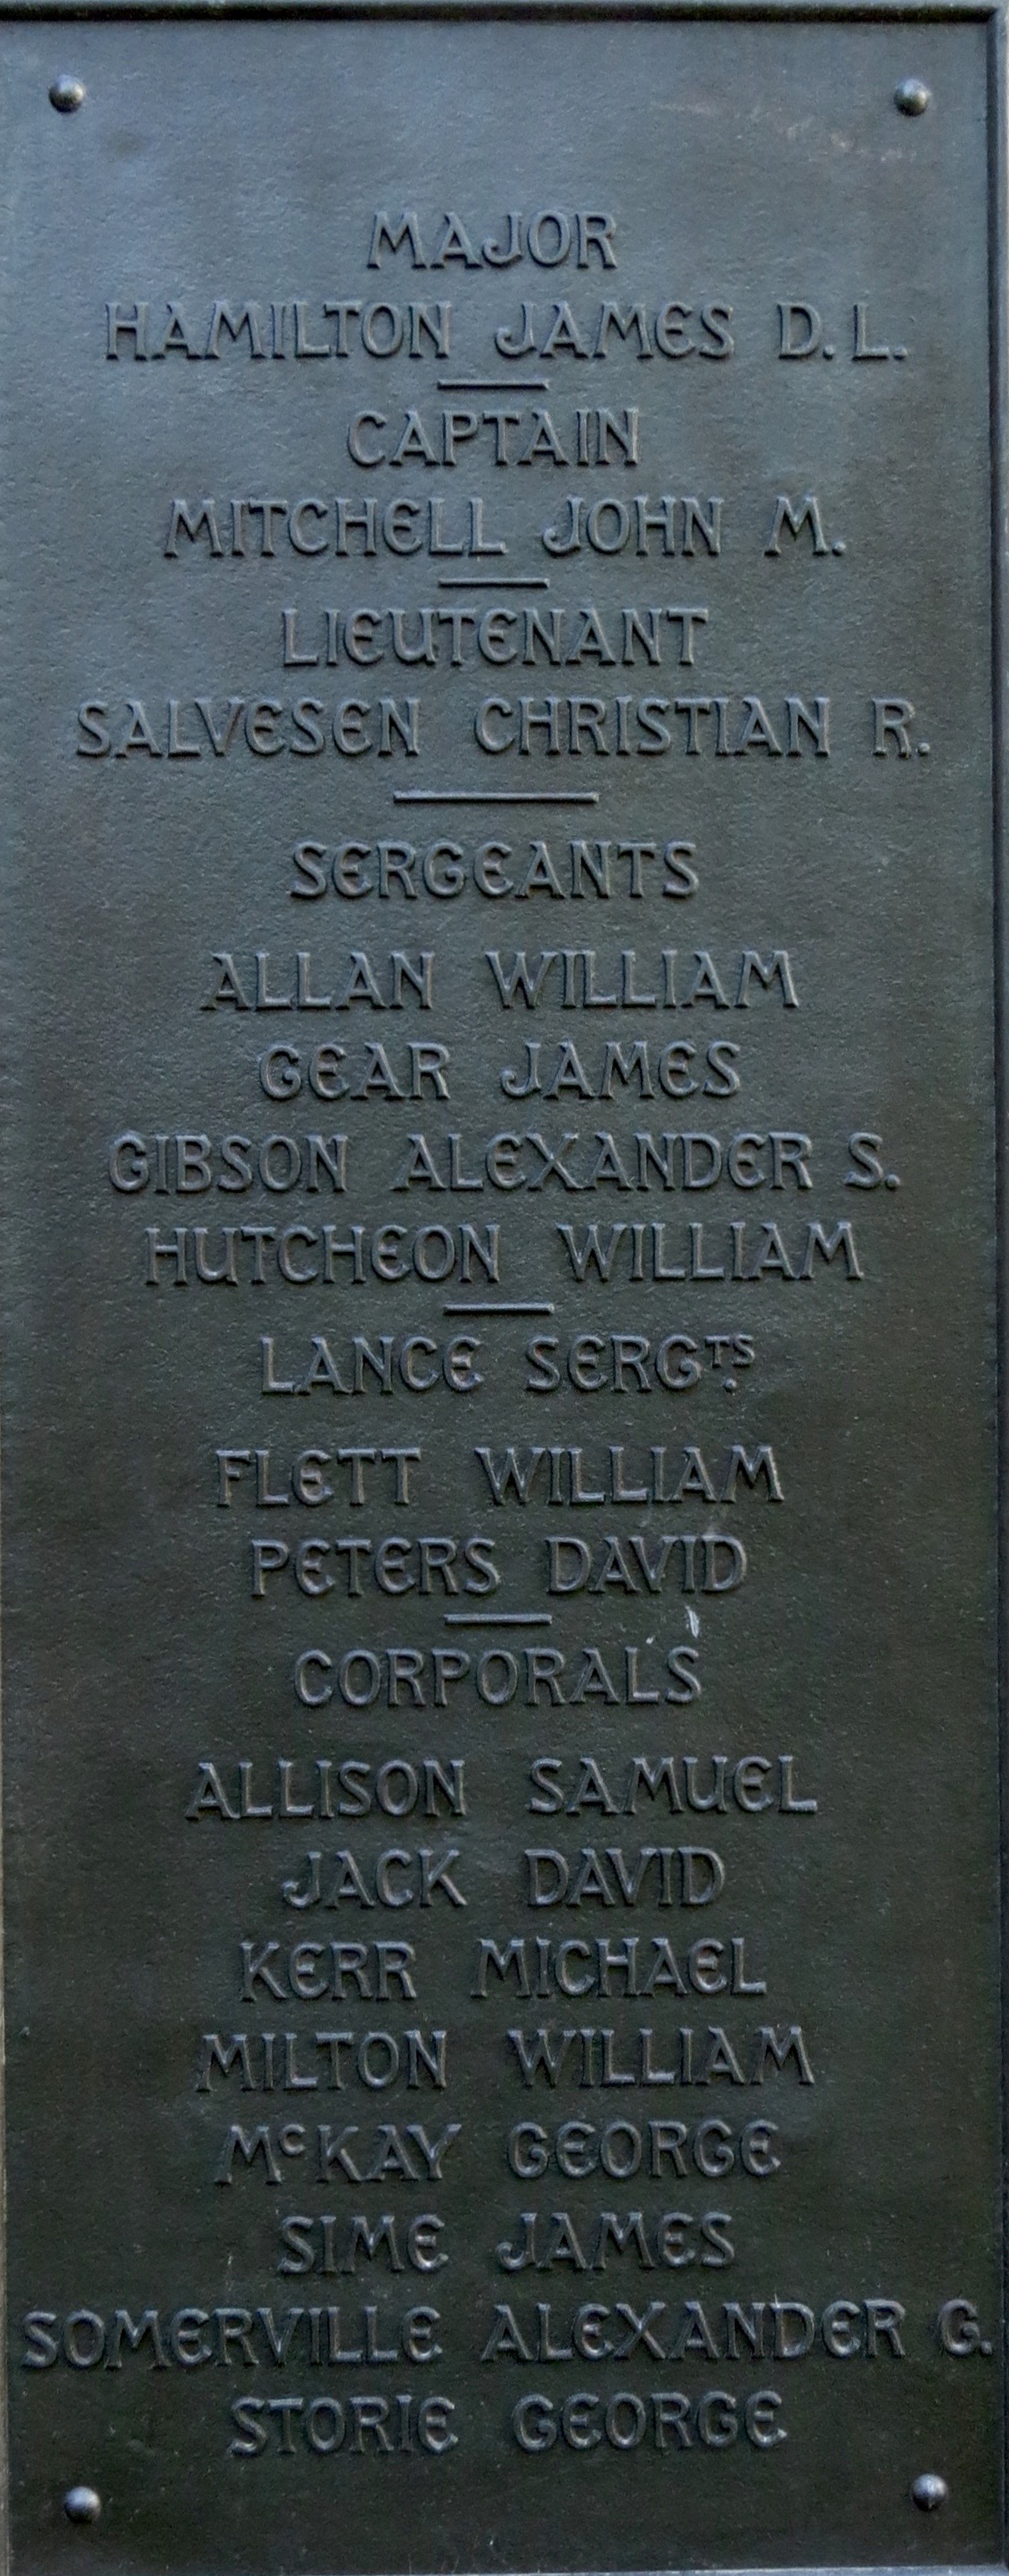 MAJOR
HAMILTON JAMES D.L.
CAPTAIN
MITCHELL JOHN M.
LIEUTENANT
SALVESEN CHRISTIAN R.
SERGEANTS
ALLAN WILLIAM
GEAR JAMES
GIBSON ALEXANDER S.
HUTCHEON WILLIAM
LANCE SERGTS.
FLETT WILLIAM
PETERS DAVID
CORPORALS
ALLISON SAMUEL
JACK DAVID
KERR MICHAEL
MILTON WILLIAM
McKAY GEORGE
SIME JAMES
SOMERVILLE ALEXANDER G.
STORIE GEORGE